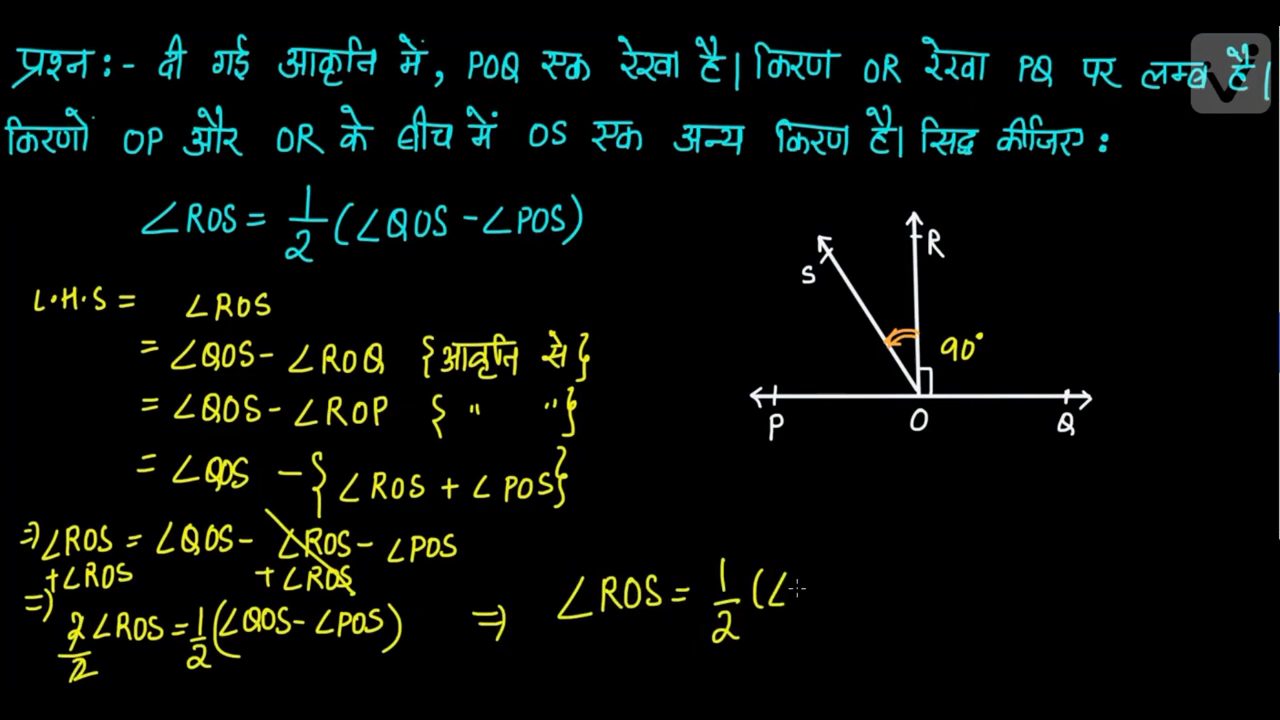 प्रश्न :- दी गई आकृति में, POQ एक रेखा है। किरण OR रेखा PQ पर लम्ब है।
किरणों OP और OR के बीच में OS एक अन्य किरण है। सिद्ध कीजिए :
∠ROS = 1/2 (∠QOS - ∠POS)
L.H.S = ∠ROS
= ∠QOS - ∠ROQ {आकृति से}
= ∠QOS - ∠ROP { " " }
= ∠QOS - {∠ROS + ∠POS}
⇒ ∠ROS = ∠QOS - ∠ROS - ∠POS
+∠ROS +∠ROS
⇒ 2/2 ∠ROS = 1/2 (∠QOS - ∠POS) ⇒ ∠ROS = 1/2 (∠
S R
90°
P O Q